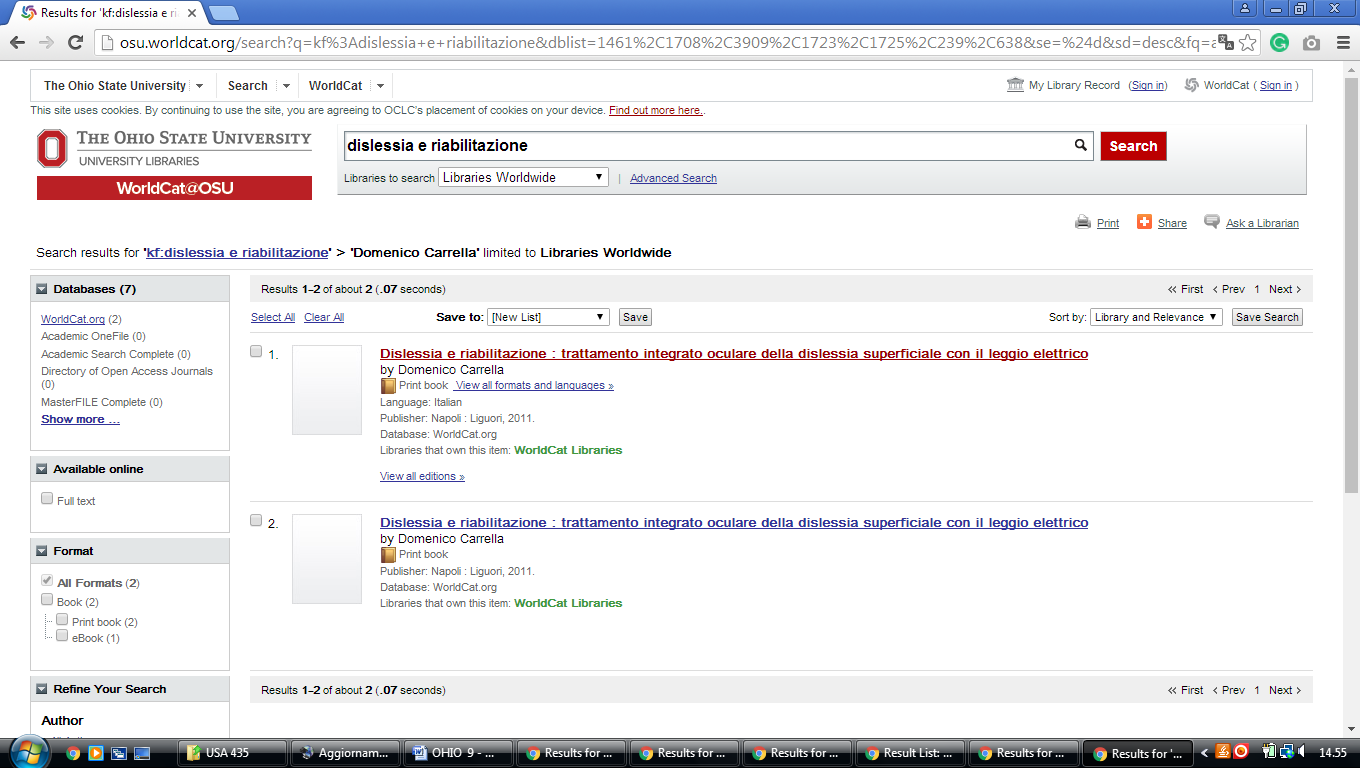 Results for 'kf:dislessia e ri
osu.worldcat.org/search?q=kf%3Adislessia+e+riabilitazione&dblist=1461%2C1708%2C3909%2C1723%2C1725%2C239%2C638&se=%24d&sd=desc&fq=a
The Ohio State University Search WorldCat My Library Record (Sign in) WorldCat ( Sign in )
This site uses cookies. By continuing to use the site, you are agreeing to OCLC's placement of cookies on your device. Find out more here..
THE OHIO STATE UNIVERSITY
UNIVERSITY LIBRARIES
WorldCat@OSU
dislessia e riabilitazione Search
Libraries to search Libraries Worldwide | Advanced Search
Print Share Ask a Librarian
Search results for 'kf:dislessia e riabilitazione' > 'Domenico Carrella' limited to Libraries Worldwide
Databases (7)
WorldCat.org (2)
Academic OneFile (0)
Academic Search Complete (0)
Directory of Open Access Journals
(0)
MasterFILE Complete (0)
Show more ...
Available online
Full text
Format
All Formats (2)
Book (2)
Print book (2)
eBook (1)
Refine Your Search
Author
Results 1-2 of about 2 (.07 seconds) « First < Prev 1 Next >
Select All Clear All Save to: [New List] Save Sort by: Library and Relevance Save Search
1. Dislessia e riabilitazione : trattamento integrato oculare della dislessia superficiale con il leggio elettrico
by Domenico Carrella
Print book View all formats and languages »
Language: Italian
Publisher: Napoli : Liguori, 2011.
Database: WorldCat.org
Libraries that own this item: WorldCat Libraries
View all editions »
2. Dislessia e riabilitazione : trattamento integrato oculare della dislessia superficiale con il leggio elettrico
by Domenico Carrella
Print book
Publisher: Napoli : Liguori, 2011.
Database: WorldCat.org
Libraries that own this item: WorldCat Libraries
Results 1-2 of about 2 (.07 seconds) « First < Prev 1 Next >
USA 435 Aggiornam... OHIO 9 - ... Results for ... Results for ... Results for ... Result List: ... Results for ... Results for '... 14.55